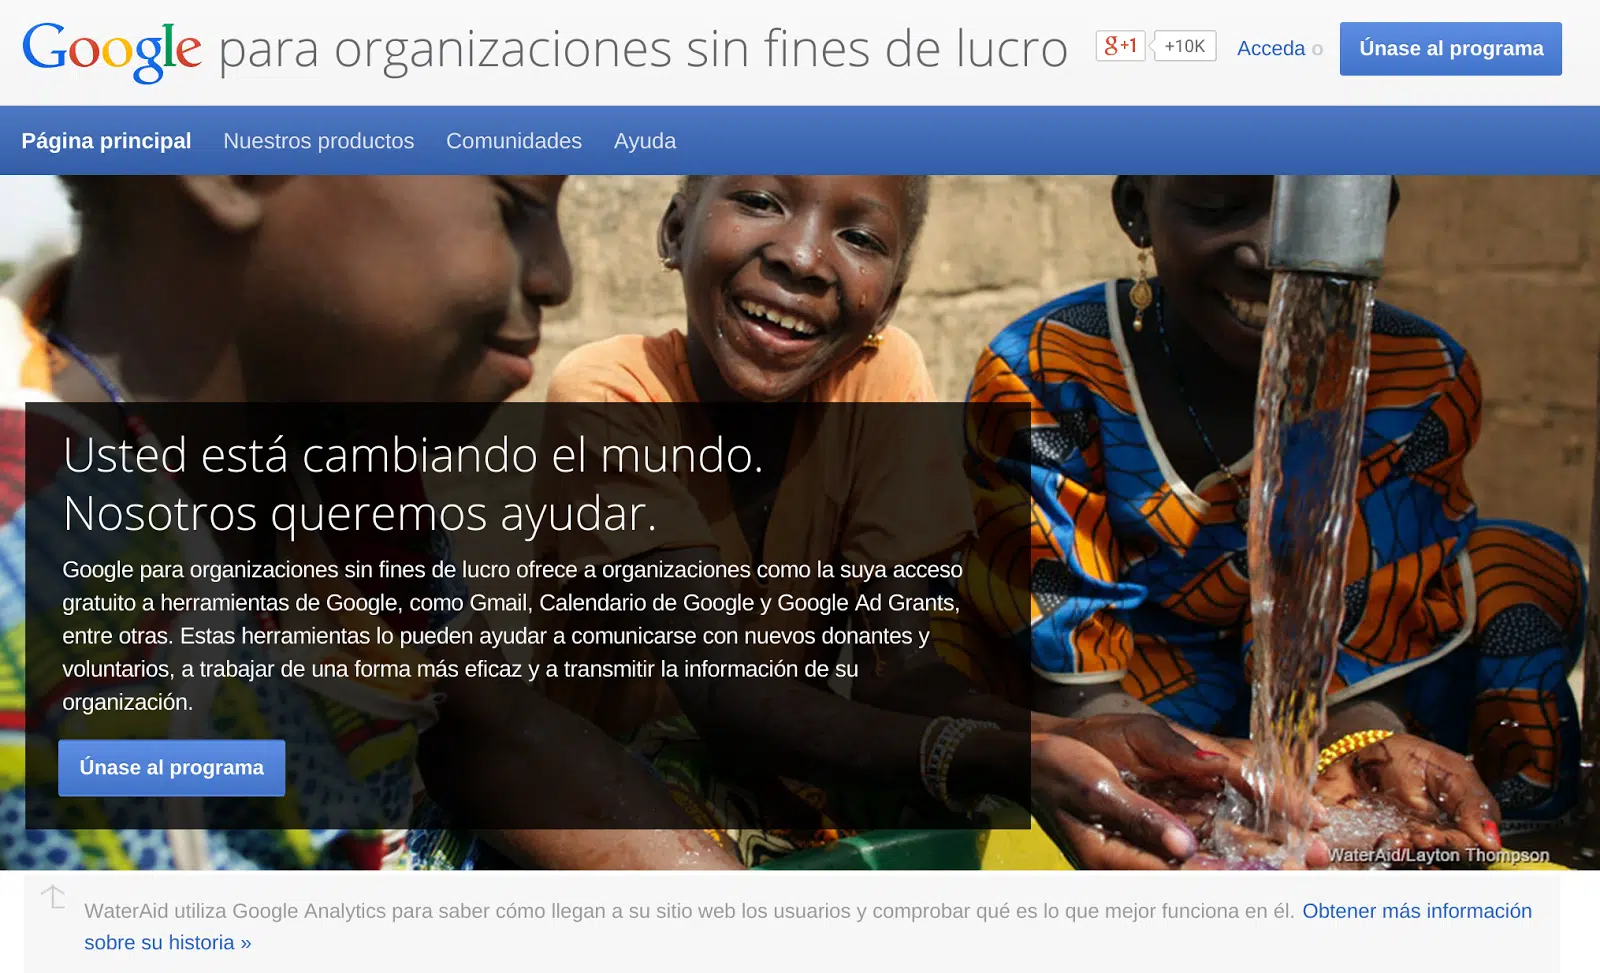 Google para organizaciones sin fines de lucro
g+1 +10K Acceda o Únase al programa
Página principal Nuestros productos Comunidades Ayuda
Usted está cambiando el mundo.
Nosotros queremos ayudar.
Google para organizaciones sin fines de lucro ofrece a organizaciones como la suya acceso
gratuito a herramientas de Google, como Gmail, Calendario de Google y Google Ad Grants,
entre otras. Estas herramientas lo pueden ayudar a comunicarse con nuevos donantes y
voluntarios, a trabajar de una forma más eficaz y a transmitir la información de su
organización.
Únase al programa
WaterAid/Layton Thompson
WaterAid utiliza Google Analytics para saber cómo llegan a su sitio web los usuarios y comprobar qué es lo que mejor funciona en él. Obtener más información
sobre su historia »